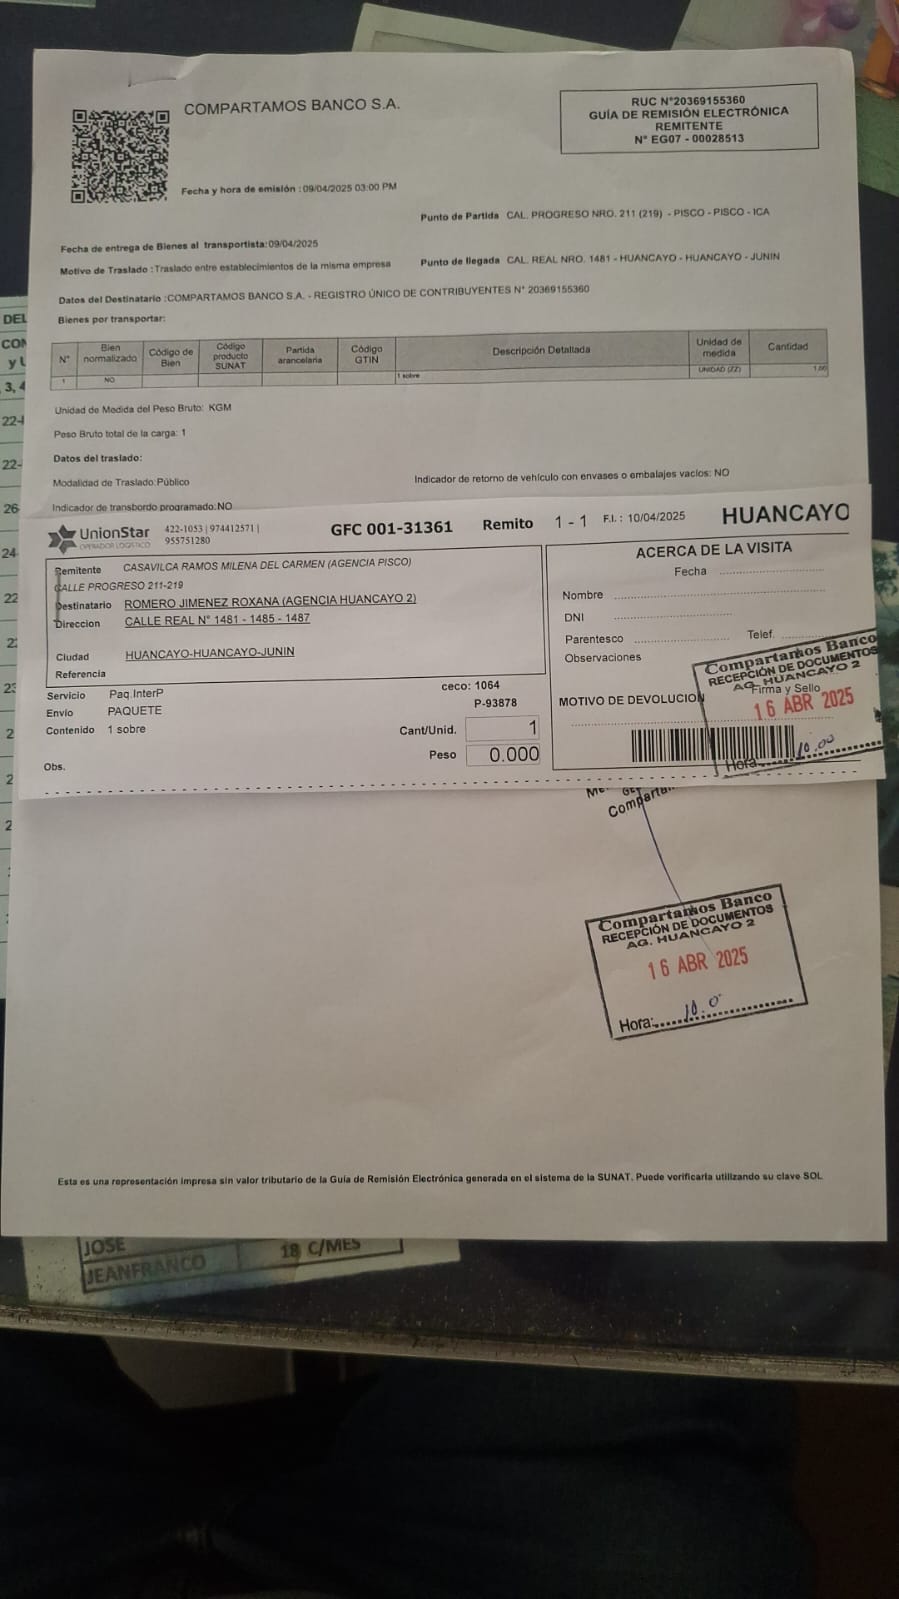 COMPARTAMOS BANCO S.A.
RUC N°20369155360
GUÍA DE REMISIÓN ELECTRÓNICA
REMITENTE
N° EG07 - 00028513
Fecha y hora de emisión : 09/04/2025 03:00 PM
Punto de Partida CAL. PROGRESO NRO. 211 (219) - PISCO - PISCO - ICA
Fecha de entrega de Bienes al transportista: 09/04/2025
Motivo de Traslado : Traslado entre establecimientos de la misma empresa
Punto de llegada CAL. REAL NRO. 1481 - HUANCAYO - HUANCAYO - JUNIN
Datos del Destinatario : COMPARTAMOS BANCO S.A. - REGISTRO ÚNICO DE CONTRIBUYENTES N° 20369155360
Bienes por transportar:
N° Bien normalizado Código de Bien Código producto SUNAT Partida arancelaria Código GTIN Descripción Detallada Unidad de medida Cantidad
1 NO 1 sobre UNIDAD (ZZ) 1.00
Unidad de Medida del Peso Bruto: KGM
Peso Bruto total de la carga: 1
Datos del traslado:
Modalidad de Traslado: Público
Indicador de retorno de vehículo con envases o embalajes vacíos: NO
Indicador de transbordo programado: NO
UnionStar
OPERADOR LOGISTICO
422-1053 | 974412571 |
955751280
GFC 001-31361 Remito 1 - 1 F.I. : 10/04/2025 HUANCAYO
Remitente CASAVILCA RAMOS MILENA DEL CARMEN (AGENCIA PISCO)
CALLE PROGRESO 211-219
Destinatario ROMERO JIMENEZ ROXANA (AGENCIA HUANCAYO 2)
Direccion CALLE REAL N° 1481 - 1485 - 1487
Ciudad HUANCAYO-HUANCAYO-JUNIN
Referencia
Servicio Paq.InterP
Envío PAQUETE
Contenido 1 sobre
Obs.
ceco: 1064
P-93878
Cant/Unid. 1
Peso 0.000
ACERCA DE LA VISITA
Fecha
Nombre
DNI
Parentesco Telef.
Observaciones
MOTIVO DE DEVOLUCION
Firma y Sello
Compartamos Banco
RECEPCIÓN DE DOCUMENTOS
AG. HUANCAYO 2
16 ABR 2025
Hora: 10.00
Compartamos Banco
RECEPCIÓN DE DOCUMENTOS
AG. HUANCAYO 2
16 ABR 2025
Hora: 10.0
Esta es una representación impresa sin valor tributario de la Guía de Remisión Electrónica generada en el sistema de la SUNAT. Puede verificarla utilizando su clave SOL
JOSE
JEANFRANCO 18 C/MES